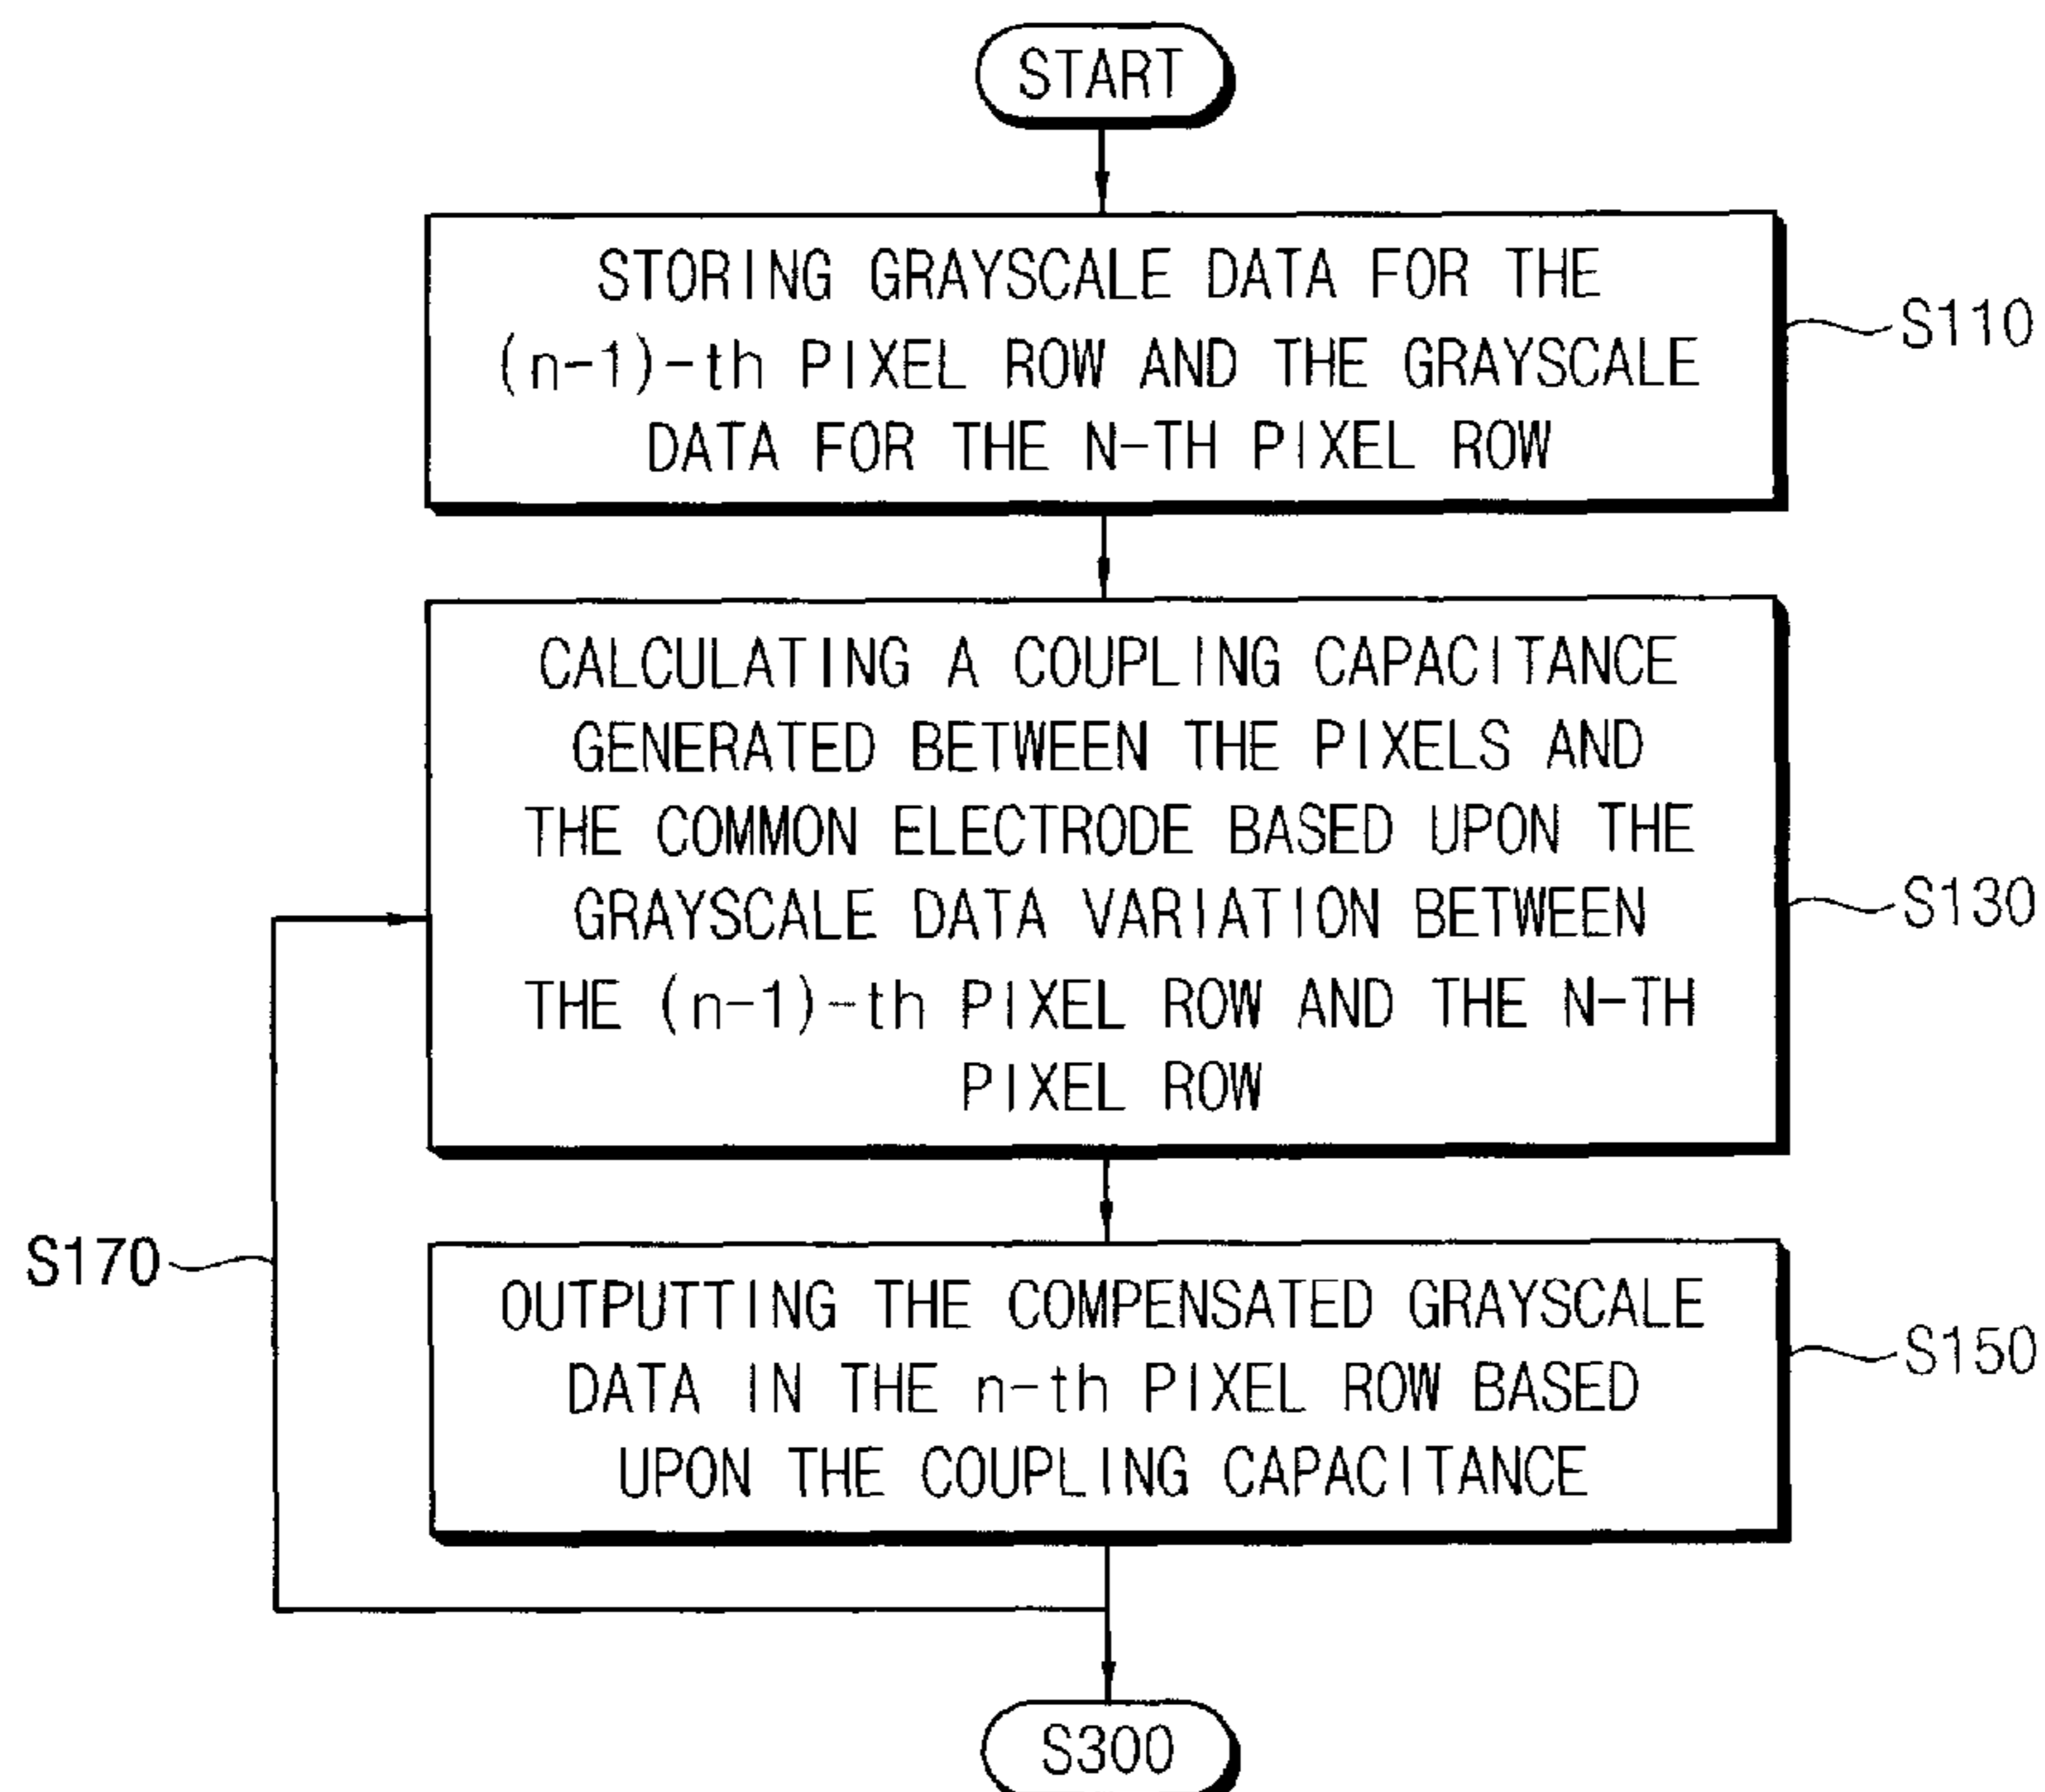 START
STORING GRAYSCALE DATA FOR THE
(n-1)-th PIXEL ROW AND THE GRAYSCALE
DATA FOR THE N-TH PIXEL ROW
S110
CALCULATING A COUPLING CAPACITANCE
GENERATED BETWEEN THE PIXELS AND
THE COMMON ELECTRODE BASED UPON THE
GRAYSCALE DATA VARIATION BETWEEN
THE (n-1)-th PIXEL ROW AND THE N-TH
PIXEL ROW
S130
S170
OUTPUTTING THE COMPENSATED GRAYSCALE
DATA IN THE n-th PIXEL ROW BASED
UPON THE COUPLING CAPACITANCE
S150
S300